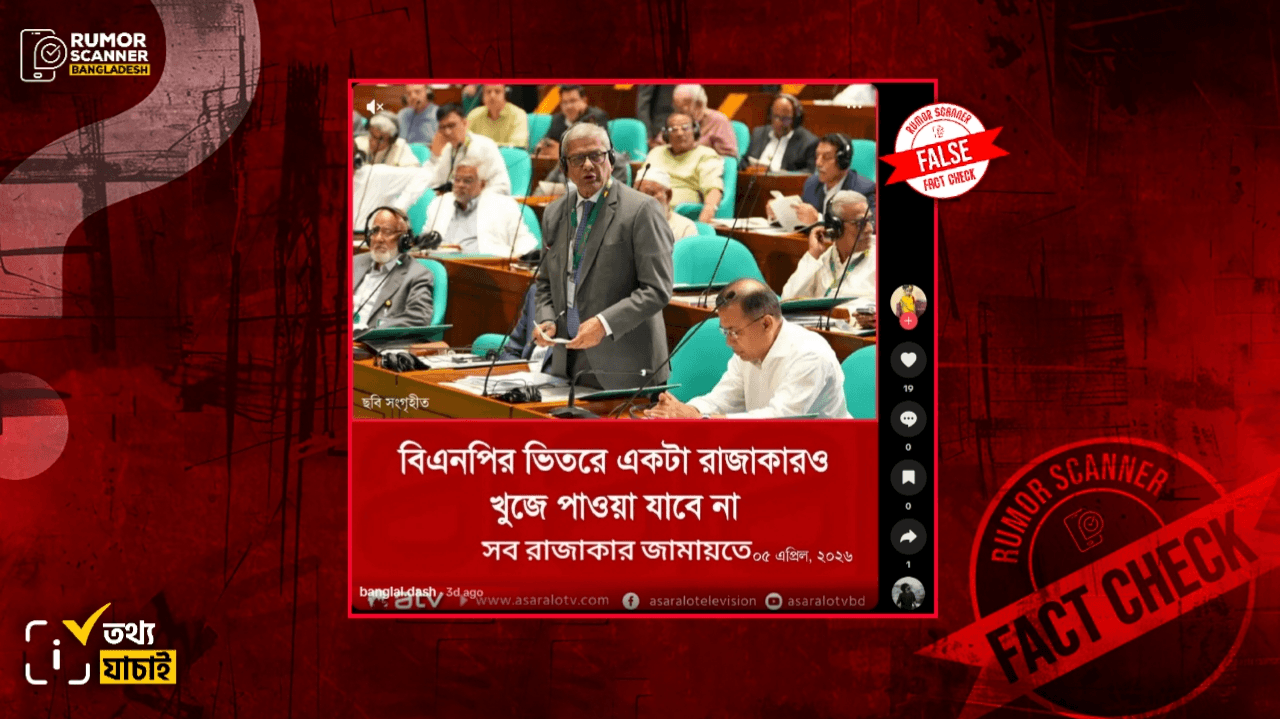 RUMOR
SCANNER
BANGLADESH
RUMOR SCANNER
FALSE
FACT CHECK
ছবি সংগৃহীত
19
0
0
1
বিএনপির ভিতরে একটা রাজাকারও
খুজে পাওয়া যাবে না
সব রাজাকার জামায়তে
০৫ এপ্রিল, ২০২৬
banglai.dash · 3d ago
atv www.asaralotv.com asaralotelevision asaralotvbd
RUMOR SCANNER
FACT CHECK
তথ্য
যাচাই